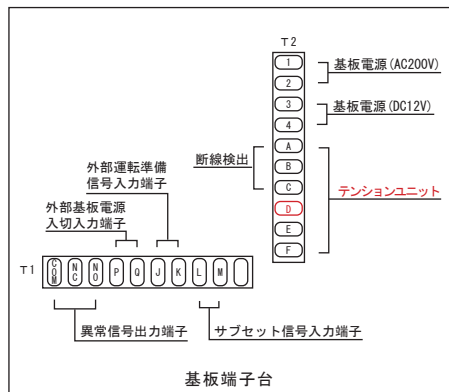 T2
1
基板電源(AC200V)
2
3
基板電源(DC12V)
4
A
断線検出
B
C
テンションユニット
D
E
F
外部運転準備
信号入力端子
外部基板電源
入切入力端子
T1
COM
NC
NO
P
Q
J
K
L
M
異常信号出力端子
サブセット信号入力端子
基板端子台